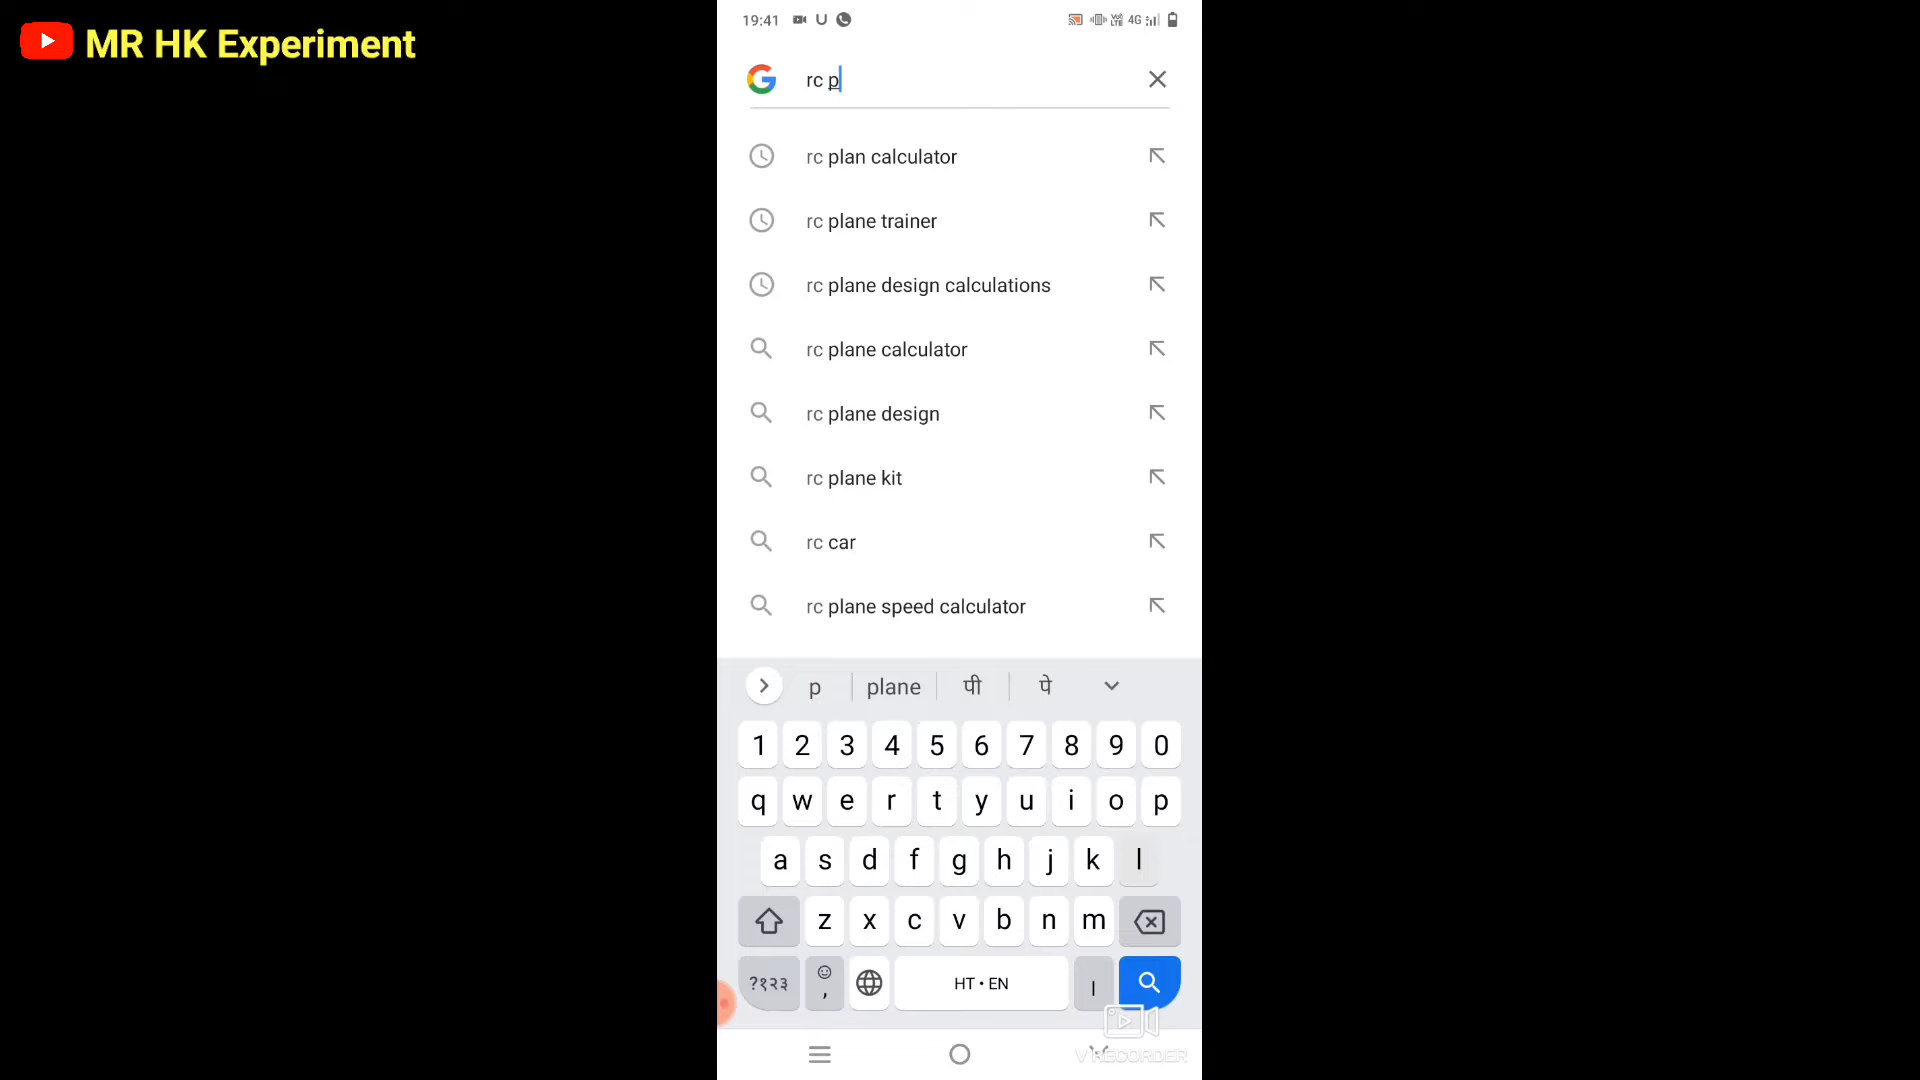 MR HK Experiment
19:41 4G
rc p
rc plan calculator
rc plane trainer
rc plane design calculations
rc plane calculator
rc plane design
rc plane kit
rc car
rc plane speed calculator
p plane पी पे
1 2 3 4 5 6 7 8 9 0
q w e r t y u i o p
a s d f g h j k l
z x c v b n m
?१२३ , HT • EN ।
V RECORDER